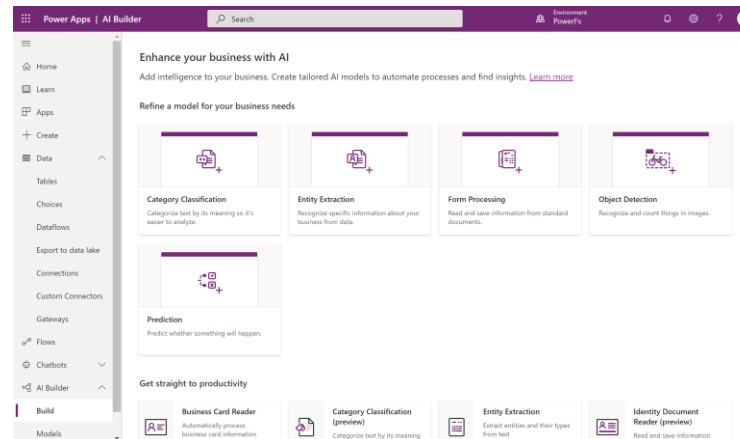 Power Apps | AI Builder
Search
Environment
PowerFx
?
Home
Learn
Apps
Create
Data
Tables
Choices
Dataflows
Export to data lake
Connections
Custom Connectors
Gateways
Flows
Chatbots
AI Builder
Build
Models
Enhance your business with AI
Add intelligence to your business. Create tailored AI models to automate processes and find insights. Learn more
Refine a model for your business needs
Category Classification
Categorize text by its meaning so it's
easier to analyze.
Entity Extraction
Recognize specific information about your
business from data.
Form Processing
Read and save information from standard
documents.
Object Detection
Recognize and count things in images.
Prediction
Predict whether something will happen.
Get straight to productivity
Business Card Reader
Automatically process
business card information
Category Classification
(preview)
Categorize text by its meaning
Entity Extraction
Extract entities and their types
from text
Identity Document
Reader (preview)
Read and save information